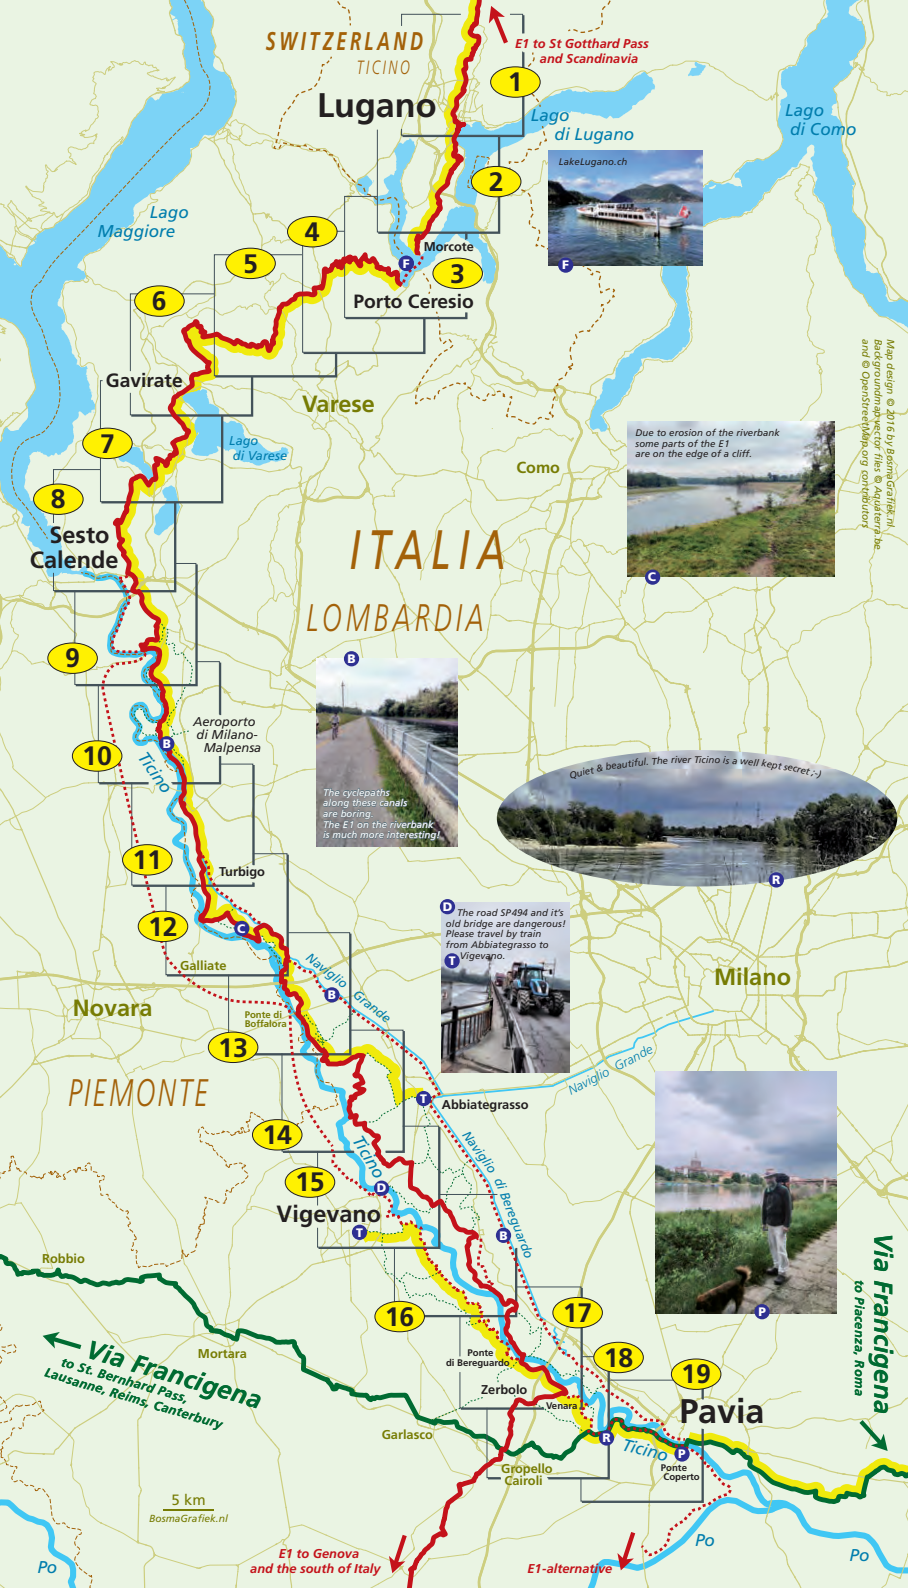 SWITZERLAND
TICINO
E1 to St Gotthard Pass
and Scandinavia
1
Lugano
Lago
di Lugano
Lago
di Como
2
LakeLugano.ch
F
Lago
Maggiore
4
5
Morcote
F
3
6
Porto Ceresio
Gavirate
Varese
Map design © 2016 by BosmaGrafiek.nl
Backgroundmap vector files © Aquaterra.be
and © OpenStreetMap.org contributors
7
Lago
di Varese
Due to erosion of the riverbank
some parts of the E1
are on the edge of a cliff.
C
Como
8
Sesto
Calende
ITALIA
LOMBARDIA
9
B
The cyclepaths
along these canals
are boring.
The E1 on the riverbank
is much more interesting!
Aeroporto
di Milano-
Malpensa
10
B
Ticino
Quiet & beautiful. The river Ticino is a well kept secret ;-)
R
11
Turbigo
12
C
D
The road SP494 and it's
old bridge are dangerous!
Please travel by train
from Abbiategrasso to
Vigevano.
T
Galliate
Naviglio Grande
B
Milano
Novara
Ponte di
Boffalora
13
Naviglio Grande
PIEMONTE
T
Abbiategrasso
14
Ticino
Naviglio di Bereguardo
15
D
Vigevano
T
B
P
Robbio
Via Francigena
to Piacenza, Roma
16
17
Via Francigena
to St. Bernhard Pass,
Lausanne, Reims, Canterbury
Mortara
Ponte
di Bereguardo
18
19
Zerbolo
Venara
Pavia
Garlasco
R
Ticino
P
Ponte
Coperto
Gropello
Cairoli
5 km
BosmaGrafiek.nl
Po
E1 to Genova
and the south of Italy
E1-alternative
Po
Po